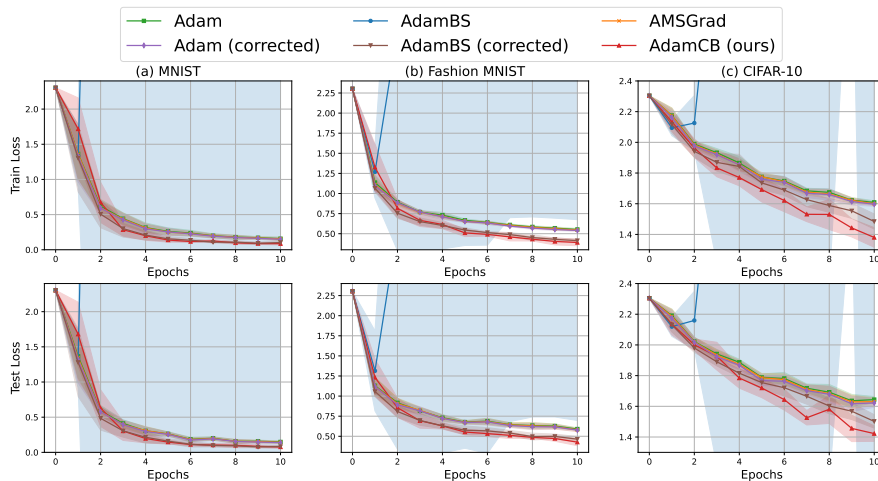 Adam AdamBS AMSGrad
Adam (corrected) AdamBS (corrected) AdamCB (ours)
(a) MNIST (b) Fashion MNIST (c) CIFAR-10
Train Loss
2.0
1.5
1.0
0.5
0.0
0 2 4 6 8 10
Epochs
2.25
2.00
1.75
1.50
1.25
1.00
0.75
0.50
0 2 4 6 8 10
Epochs
2.4
2.2
2.0
1.8
1.6
1.4
0 2 4 6 8 10
Epochs
Test Loss
2.0
1.5
1.0
0.5
0.0
0 2 4 6 8 10
Epochs
2.25
2.00
1.75
1.50
1.25
1.00
0.75
0.50
0 2 4 6 8 10
Epochs
2.4
2.2
2.0
1.8
1.6
1.4
0 2 4 6 8 10
Epochs